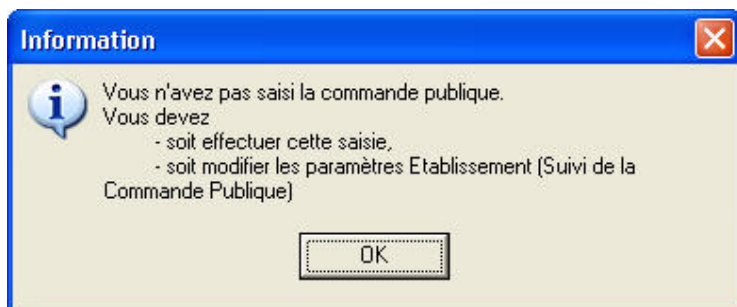 Information
Vous n'avez pas saisi la commande publique.
Vous devez
- soit effectuer cette saisie,
- soit modifier les paramètres Etablissement (Suivi de la
Commande Publique)
OK